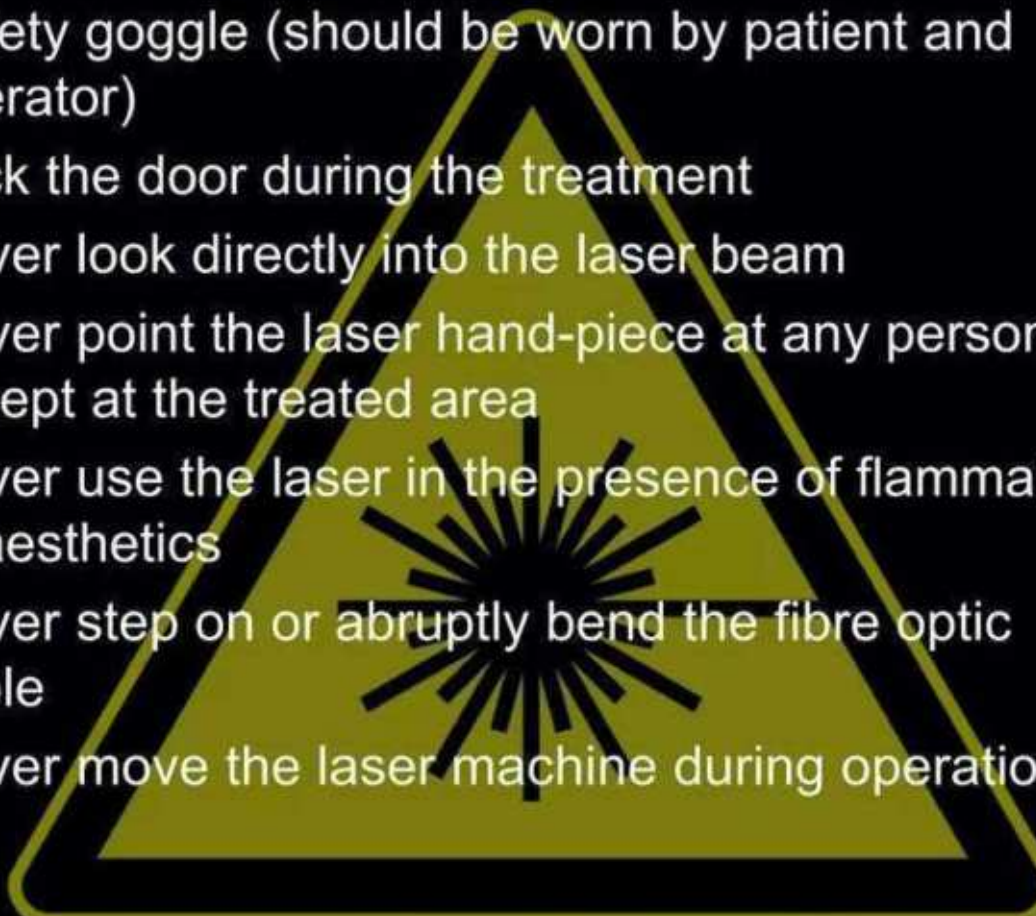 ety goggle (should be worn by patient and
erator)
ck the door during the treatment
ver look directly into the laser beam
ver point the laser hand-piece at any person
ept at the treated area
ver use the laser in the presence of flamma
aesthetics
ver step on or abruptly bend the fibre optic
le
ver move the laser machine during operatio